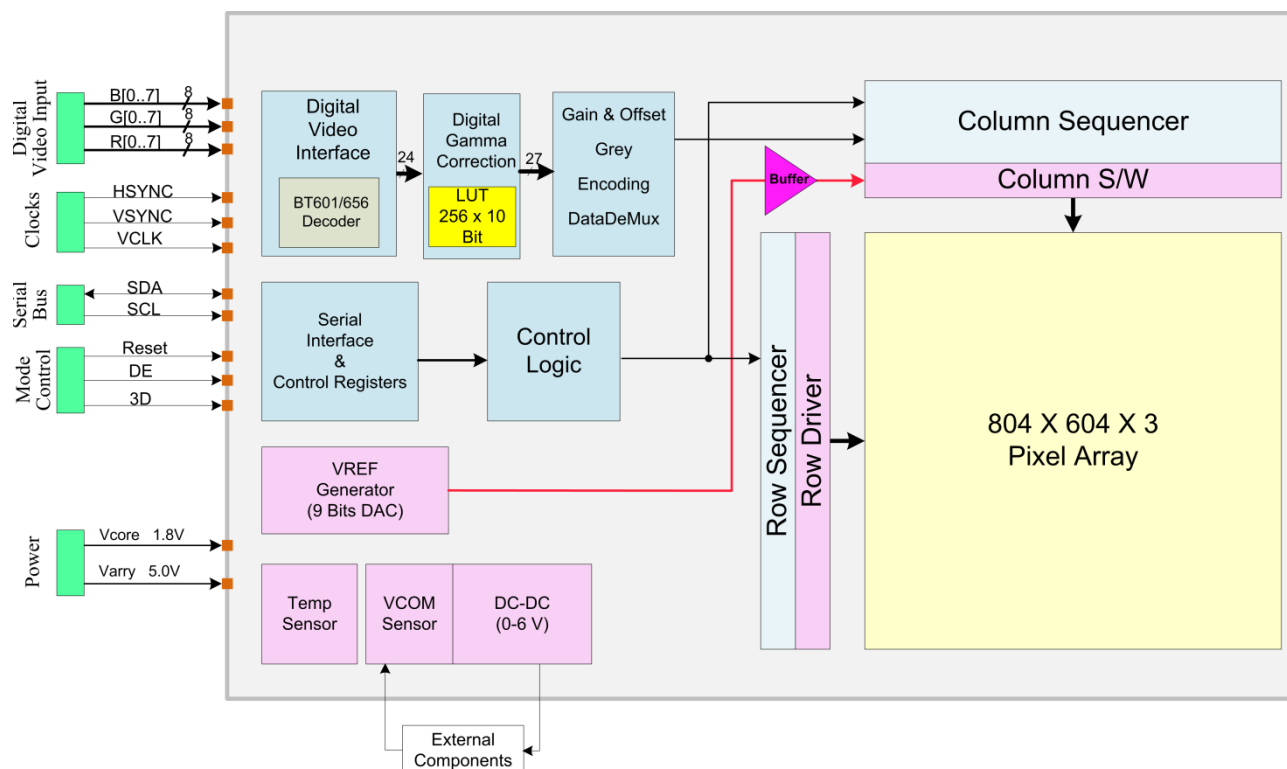 Digital
Video Input
B[0..7]
8
G[0..7]
8
R[0..7]
8
Clocks
HSYNC
VSYNC
VCLK
Serial
Bus
SDA
SCL
Mode
Control
Reset
DE
3D
Power
Vcore 1.8V
Varry 5.0V
Digital
Video
Interface
BT601/656
Decoder
24
Digital
Gamma
Correction
LUT
256 x 10
Bit
27
Gain & Offset
Grey
Encoding
DataDeMux
Buffer
Column Sequencer
Column S/W
Serial
Interface
&
Control Registers
Control
Logic
VREF
Generator
(9 Bits DAC)
Row Sequencer
Row Driver
804 X 604 X 3
Pixel Array
Temp
Sensor
VCOM
Sensor
DC-DC
(0-6 V)
External
Components